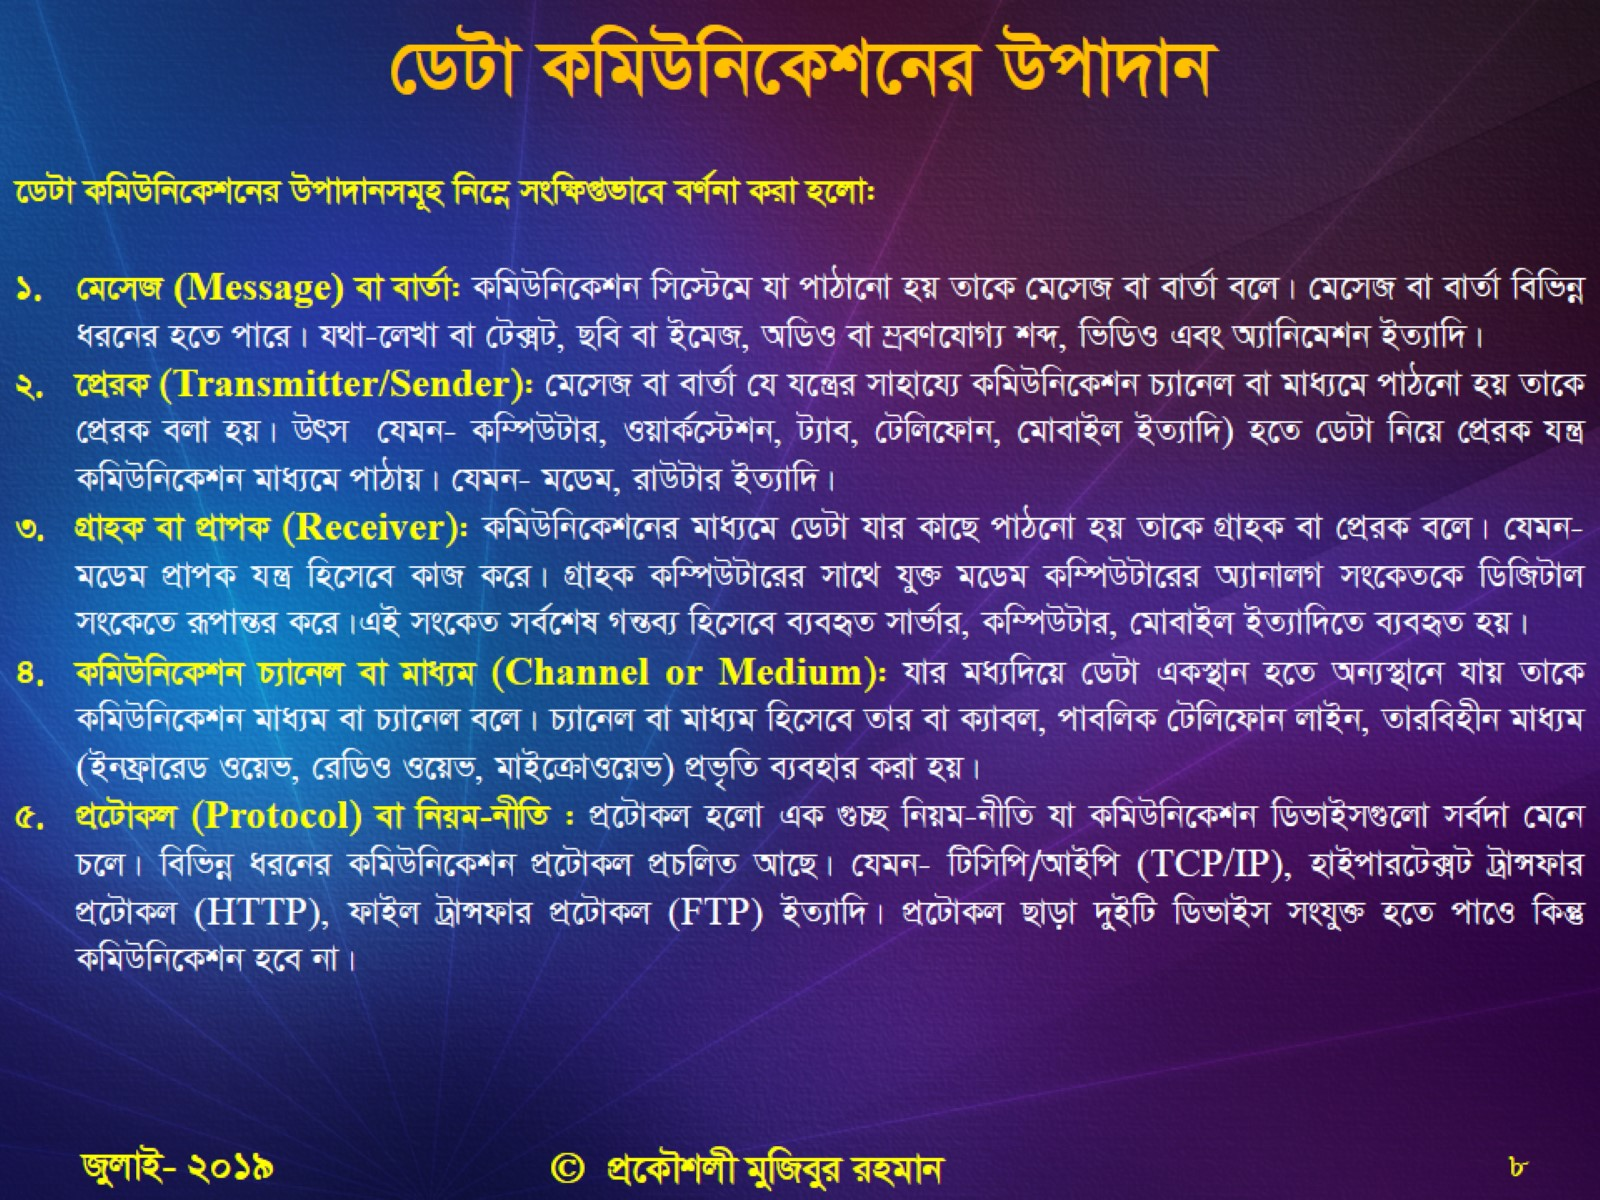 ডেটা কমিউনিকেশনের উপাদান
ডেটা কমিউনিকেশনের উপাদানসমূহ নিম্নে সংক্ষিপ্তভাবে বর্ণনা করা হলোঃ
১. মেসেজ (Message) বা বার্তাঃ কমিউনিকেশন সিস্টেমে যা পাঠানো হয় তাকে মেসেজ বা বার্তা বলে। মেসেজ বা বার্তা বিভিন্ন
ধরনের হতে পারে। যথা-লেখা বা টেক্সট, ছবি বা ইমেজ, অডিও বা শ্রবণযোগ্য শব্দ, ভিডিও এবং অ্যানিমেশন ইত্যাদি।
২. প্রেরক (Transmitter/Sender)ঃ মেসেজ বা বার্তা যে যন্ত্রের সাহায্যে কমিউনিকেশন চ্যানেল বা মাধ্যমে পাঠনো হয় তাকে
প্রেরক বলা হয়। উৎস যেমন- কম্পিউটার, ওয়ার্কস্টেশন, ট্যাব, টেলিফোন, মোবাইল ইত্যাদি) হতে ডেটা নিয়ে প্রেরক যন্ত্র
কমিউনিকেশন মাধ্যমে পাঠায়। যেমন- মডেম, রাউটার ইত্যাদি।
৩. গ্রাহক বা প্রাপক (Receiver)ঃ কমিউনিকেশনের মাধ্যমে ডেটা যার কাছে পাঠনো হয় তাকে গ্রাহক বা প্রেরক বলে। যেমন-
মডেম প্রাপক যন্ত্র হিসেবে কাজ করে। গ্রাহক কম্পিউটারের সাথে যুক্ত মডেম কম্পিউটারের অ্যানালগ সংকেতকে ডিজিটাল
সংকেতে রূপান্তর করে।এই সংকেত সর্বশেষ গন্তব্য হিসেবে ব্যবহৃত সার্ভার, কম্পিউটার, মোবাইল ইত্যাদিতে ব্যবহৃত হয়।
৪. কমিউনিকেশন চ্যানেল বা মাধ্যম (Channel or Medium)ঃ যার মধ্যদিয়ে ডেটা একস্থান হতে অন্যস্থানে যায় তাকে
কমিউনিকেশন মাধ্যম বা চ্যানেল বলে। চ্যানেল বা মাধ্যম হিসেবে তার বা ক্যাবল, পাবলিক টেলিফোন লাইন, তারবিহীন মাধ্যম
(ইনফ্রারেড ওয়েভ, রেডিও ওয়েভ, মাইক্রোওয়েভ) প্রভৃতি ব্যবহার করা হয়।
৫. প্রটোকল (Protocol) বা নিয়ম-নীতি ঃ প্রটোকল হলো এক গুচ্ছ নিয়ম-নীতি যা কমিউনিকেশন ডিভাইসগুলো সর্বদা মেনে
চলে। বিভিন্ন ধরনের কমিউনিকেশন প্রটোকল প্রচলিত আছে। যেমন- টিসিপি/আইপি (TCP/IP), হাইপারটেক্সট ট্রান্সফার
প্রটোকল (HTTP), ফাইল ট্রান্সফার প্রটোকল (FTP) ইত্যাদি। প্রটোকল ছাড়া দুইটি ডিভাইস সংযুক্ত হতে পাণ্ডে কিন্তু
কমিউনিকেশন হবে না।
জুলাই- ২০১৯ © প্রকৌশলী মুজিবুর রহমান ৮